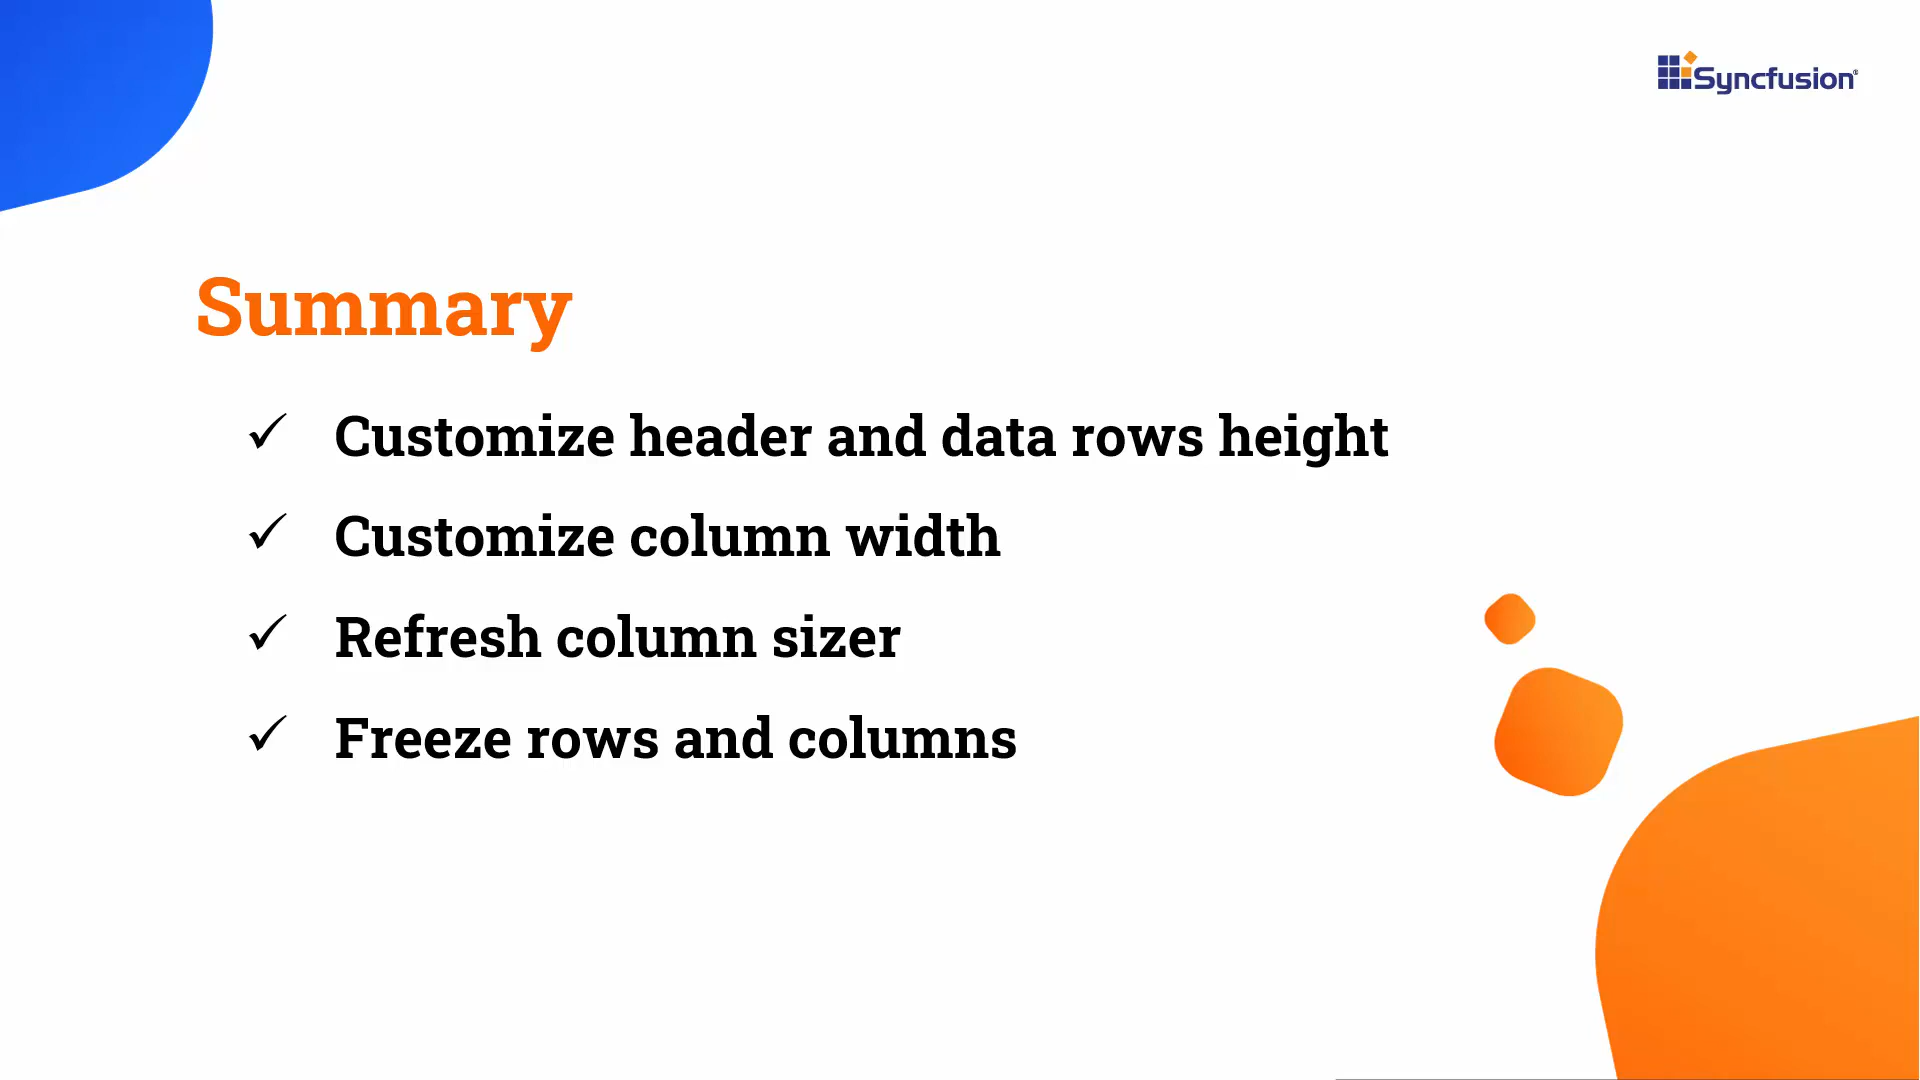 Syncfusion®
Summary
✓ Customize header and data rows height
✓ Customize column width
✓ Refresh column sizer
✓ Freeze rows and columns